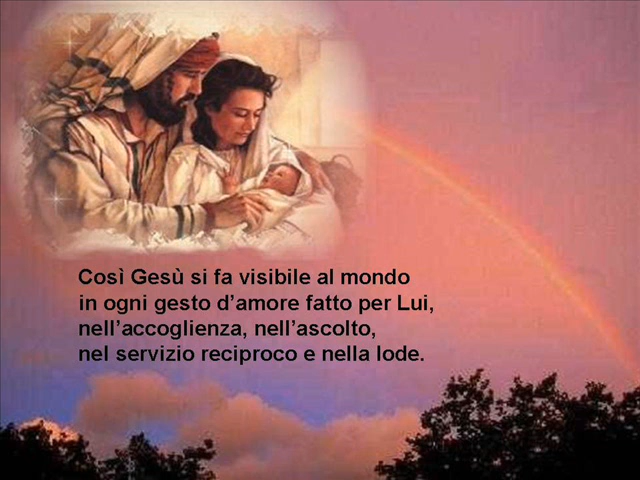 Così Gesù si fa visibile al mondo
in ogni gesto d’amore fatto per Lui,
nell’accoglienza, nell’ascolto,
nel servizio reciproco e nella lode.